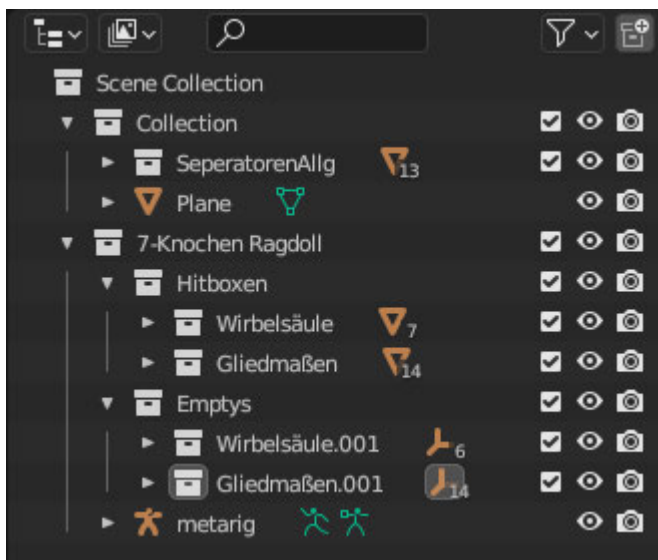 Scene Collection
Collection
SeperatorenAllg 13
Plane
7-Knochen Ragdoll
Hitboxen
Wirbelsäule 7
Gliedmaßen 14
Emptys
Wirbelsäule.001 6
Gliedmaßen.001 14
metarig